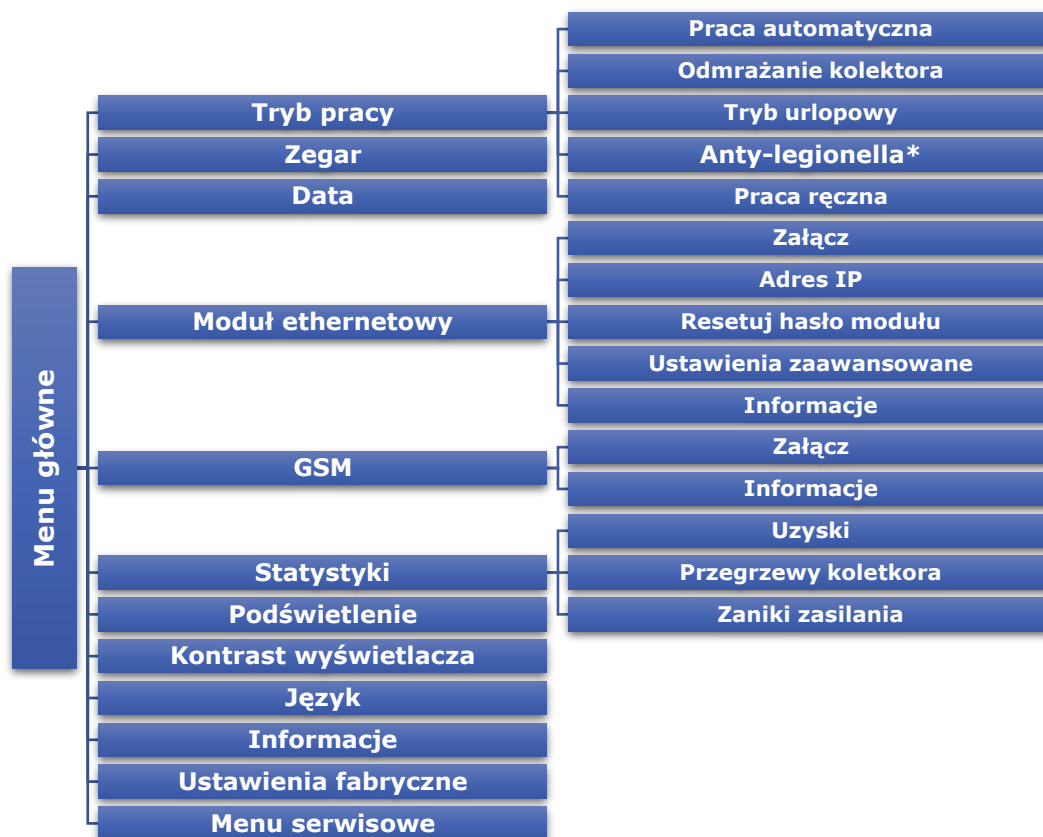 Menu główne
Tryb pracy
Praca automatyczna
Odmrażanie kolektora
Tryb urlopowy
Anty-legionella*
Praca ręczna
Zegar
Data
Moduł ethernetowy
Załącz
Adres IP
Resetuj hasło modułu
Ustawienia zaawansowane
Informacje
GSM
Załącz
Informacje
Statystyki
Uzyski
Przegrzewy koletkora
Zaniki zasilania
Podświetlenie
Kontrast wyświetlacza
Język
Informacje
Ustawienia fabryczne
Menu serwisowe